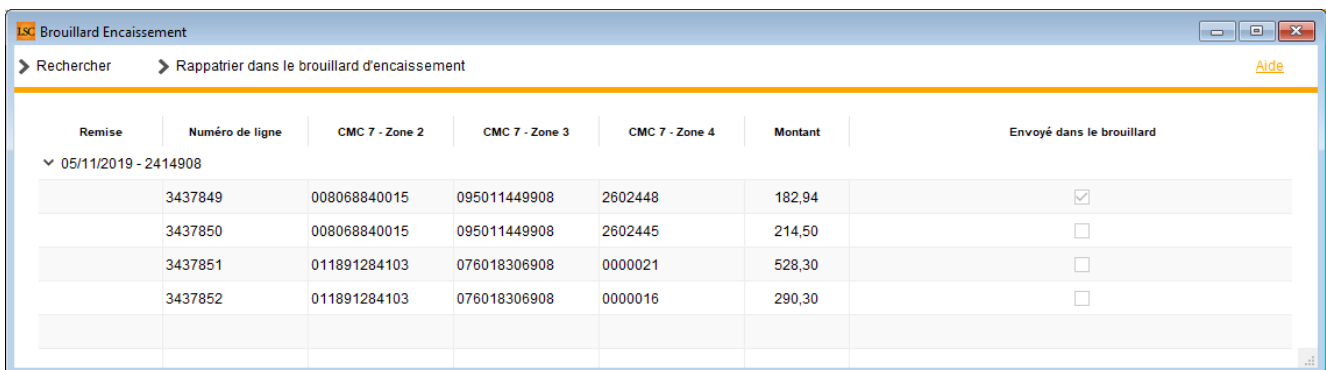 LSC Brouillard Encaissement
Rechercher Rappatrier dans le brouillard d'encaissement Aide
Remise Numéro de ligne CMC 7 - Zone 2 CMC 7 - Zone 3 CMC 7 - Zone 4 Montant Envoyé dans le brouillard
05/11/2019 - 2414908
3437849 008068840015 095011449908 2602448 182,94
3437850 008068840015 095011449908 2602445 214,50
3437851 011891284103 076018306908 0000021 528,30
3437852 011891284103 076018306908 0000016 290,30